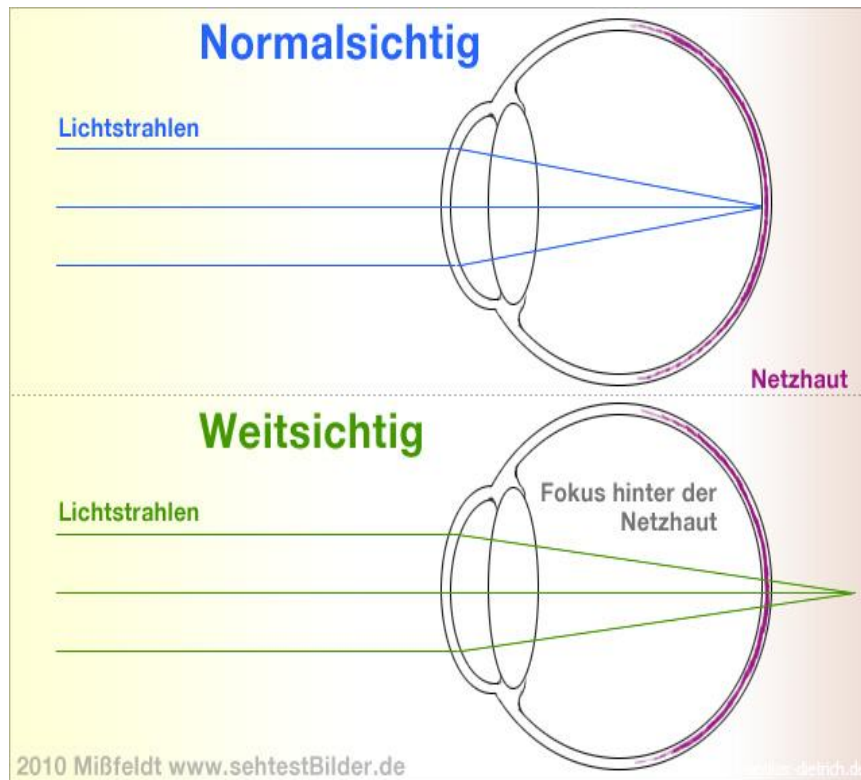 Normalsichtig
Lichtstrahlen
Netzhaut
Weitsichtig
Lichtstrahlen
Fokus hinter der
Netzhaut
2010 Mißfeldt www.sehtestBilder.de